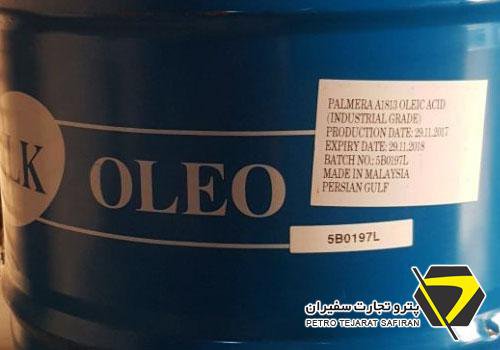 LK
OLEO
PALMERA A1813 OLEIC ACID
(INDUSTRIAL GRADE)
PRODUCTION DATE: 29.11.2017
EXPIRY DATE: 29.11.2018
BATCH NO.: 5B0197L
MADE IN MALAYSIA
PERSIAN GULF
5B0197L
پترو تجارت سفیران
PETRO TEJARAT SAFIRAN